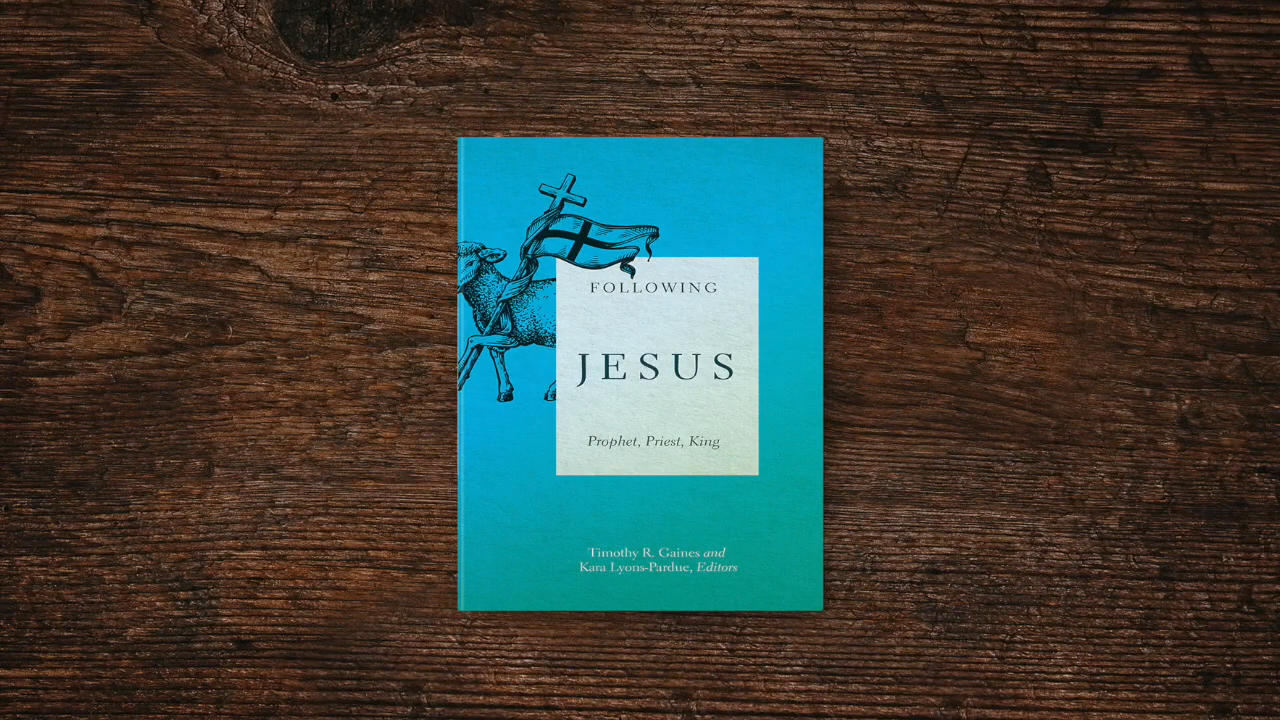 FOLLOWING
JESUS
Prophet, Priest, King
Timothy R. Gaines and
Kara Lyons-Pardue, Editors